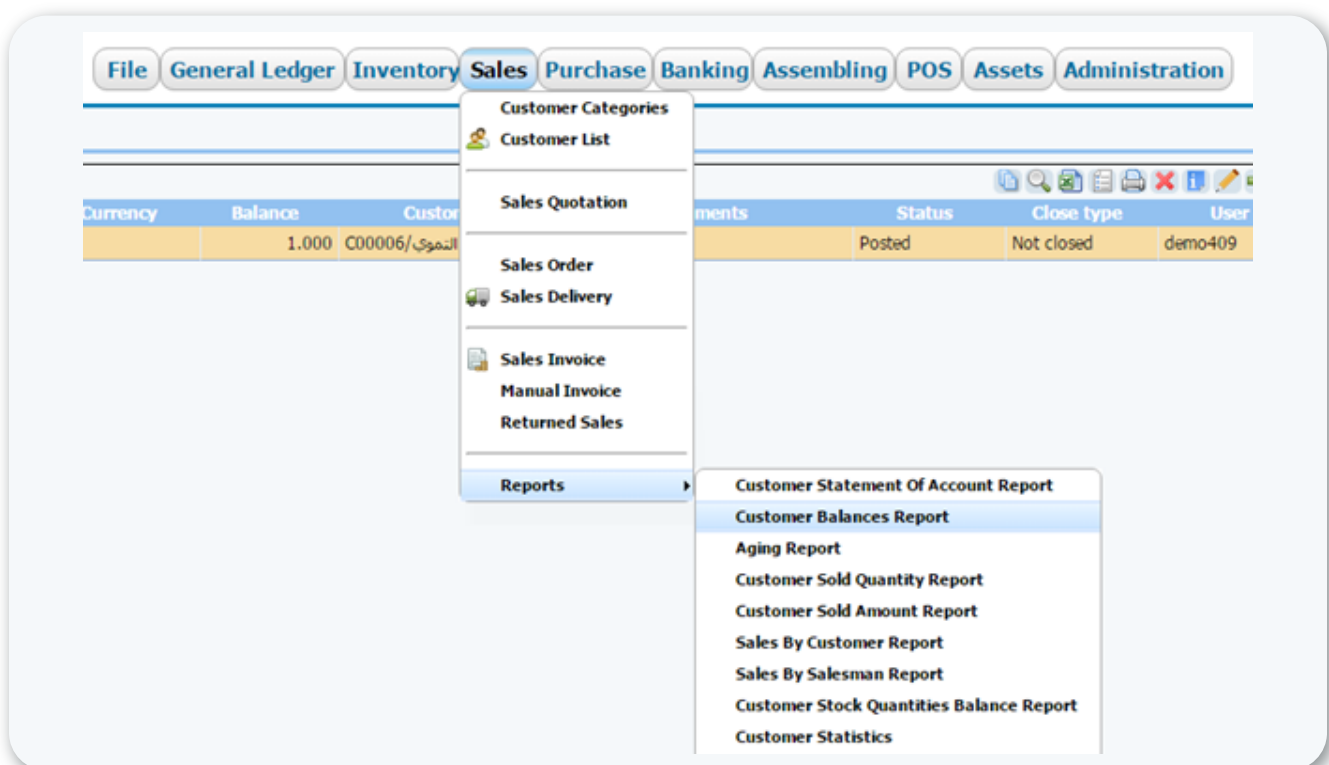 File General Ledger Inventory Sales Purchase Banking Assembling POS Assets Administration
Customer Categories
Customer List
Sales Quotation
Currency Balance Custor ments Status Close type User
1.000 C00006/النموي Posted Not closed demo409
Sales Order
Sales Delivery
Sales Invoice
Manual Invoice
Returned Sales
Reports
Customer Statement Of Account Report
Customer Balances Report
Aging Report
Customer Sold Quantity Report
Customer Sold Amount Report
Sales By Customer Report
Sales By Salesman Report
Customer Stock Quantities Balance Report
Customer Statistics